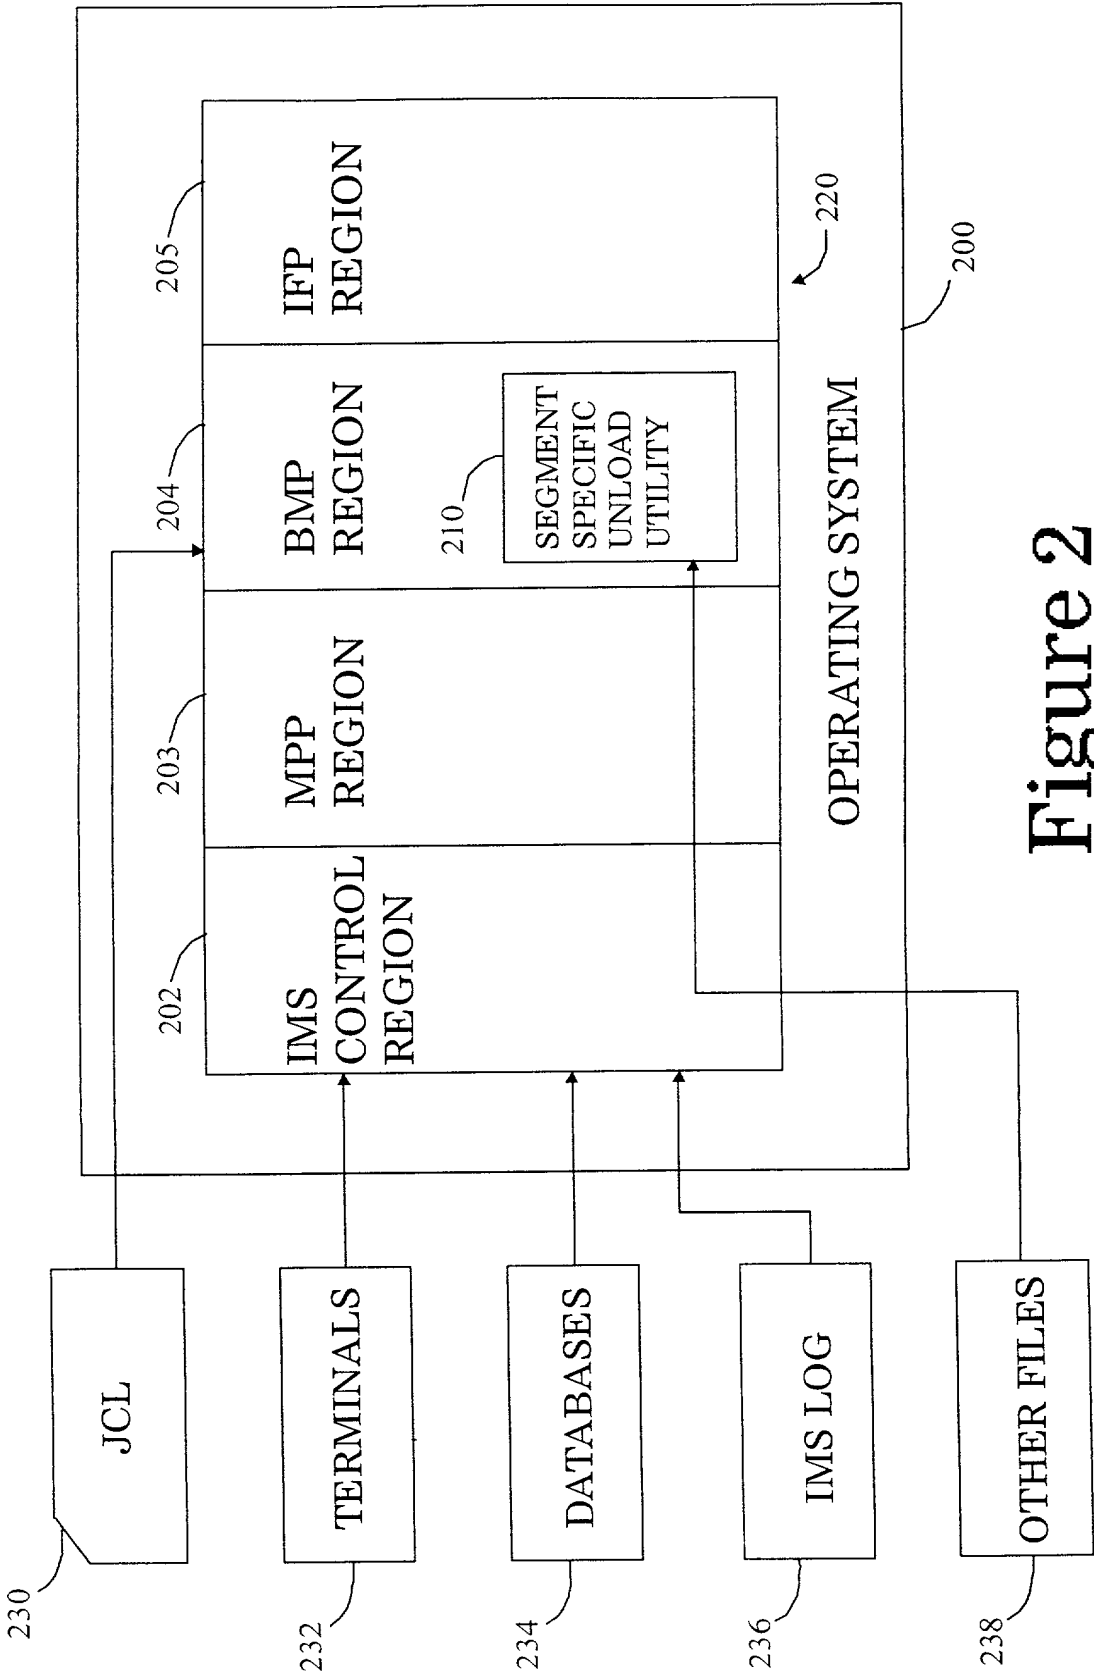 230
JCL
232
TERMINALS
234
DATABASES
236
IMS LOG
238
OTHER FILES
202
IMS
CONTROL
REGION
203
MPP
REGION
204
BMP
REGION
210
SEGMENT
SPECIFIC
UNLOAD
UTILITY
205
IFP
REGION
220
200
OPERATING SYSTEM
Figure 2